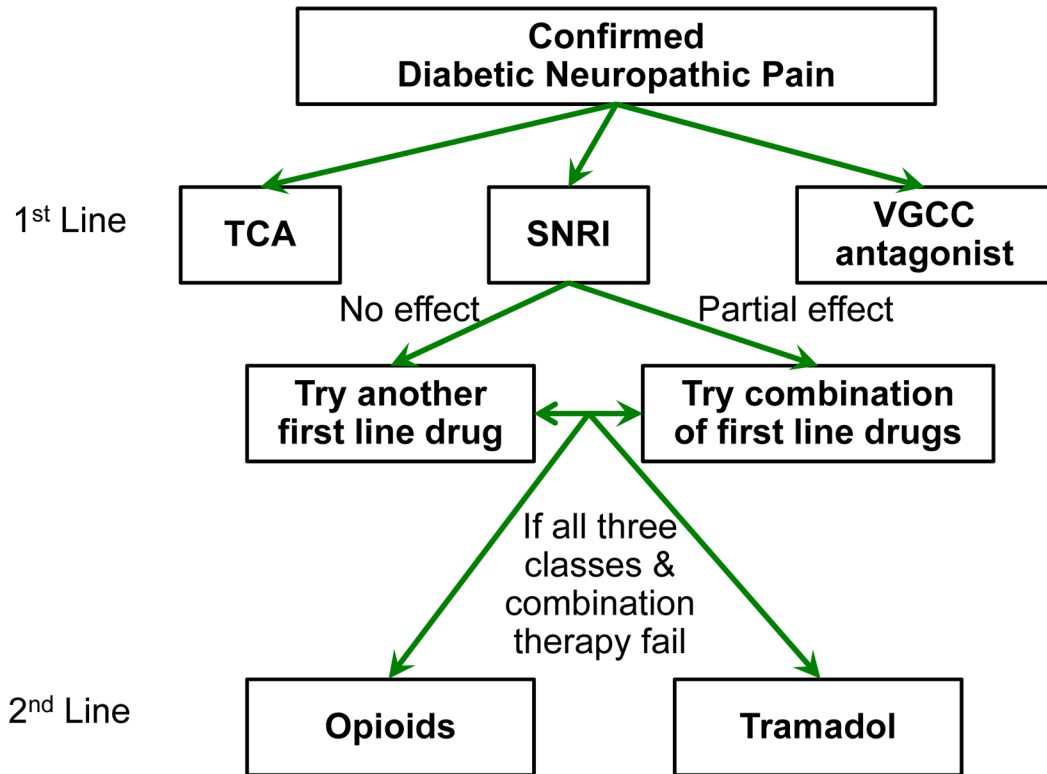 Confirmed
Diabetic Neuropathic Pain
1st Line
TCA
SNRI
VGCC
antagonist
No effect
Partial effect
Try another
first line drug
Try combination
of first line drugs
If all three
classes &
combination
therapy fail
2nd Line
Opioids
Tramadol